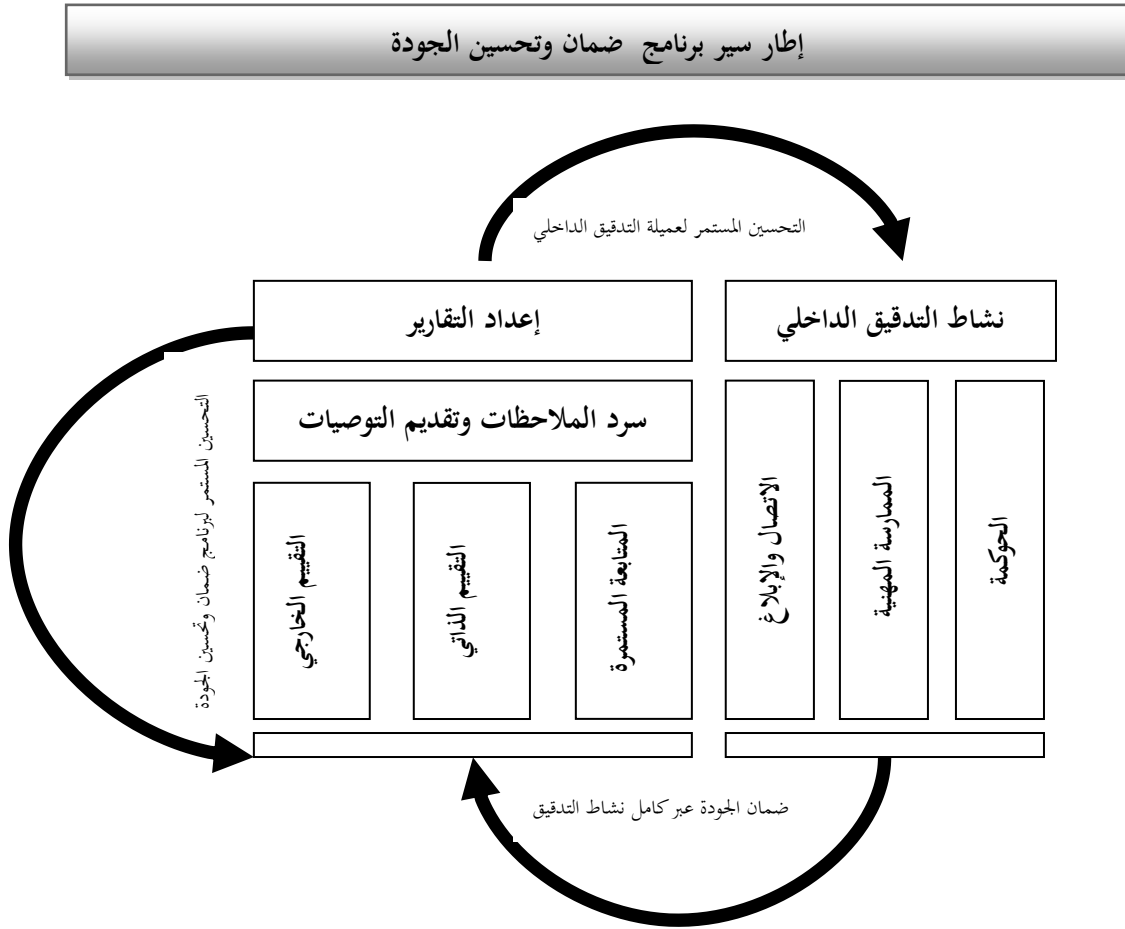 إطار سير برنامج ضمان وتحسين الجودة
التحسين المستمر لعميلة التدقيق الداخلي
نشاط التدقيق الداخلي
إعداد التقارير
سرد الملاحظات وتقديم التوصيات
الحوكمة
الممارسة المهنية
الاتصال والإبلاغ
المتابعة المستمرة
التقييم الذاتي
التقييم الخارجي
التحسين المستمر لبرنامج ضمان وتحسين الجودة
ضمان الجودة عبر كامل نشاط التدقيق